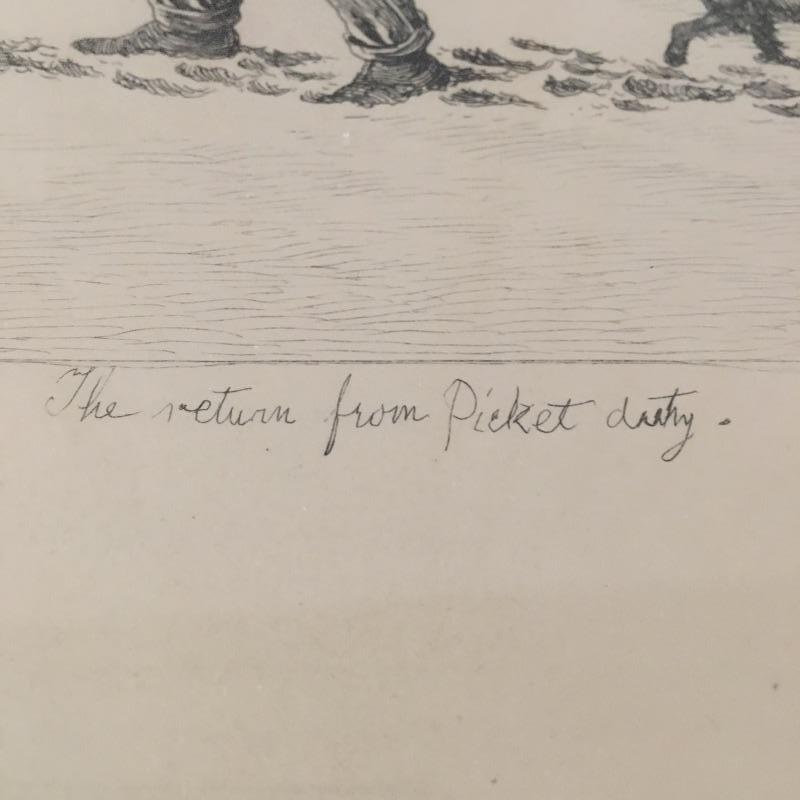 The return from Picket duty.